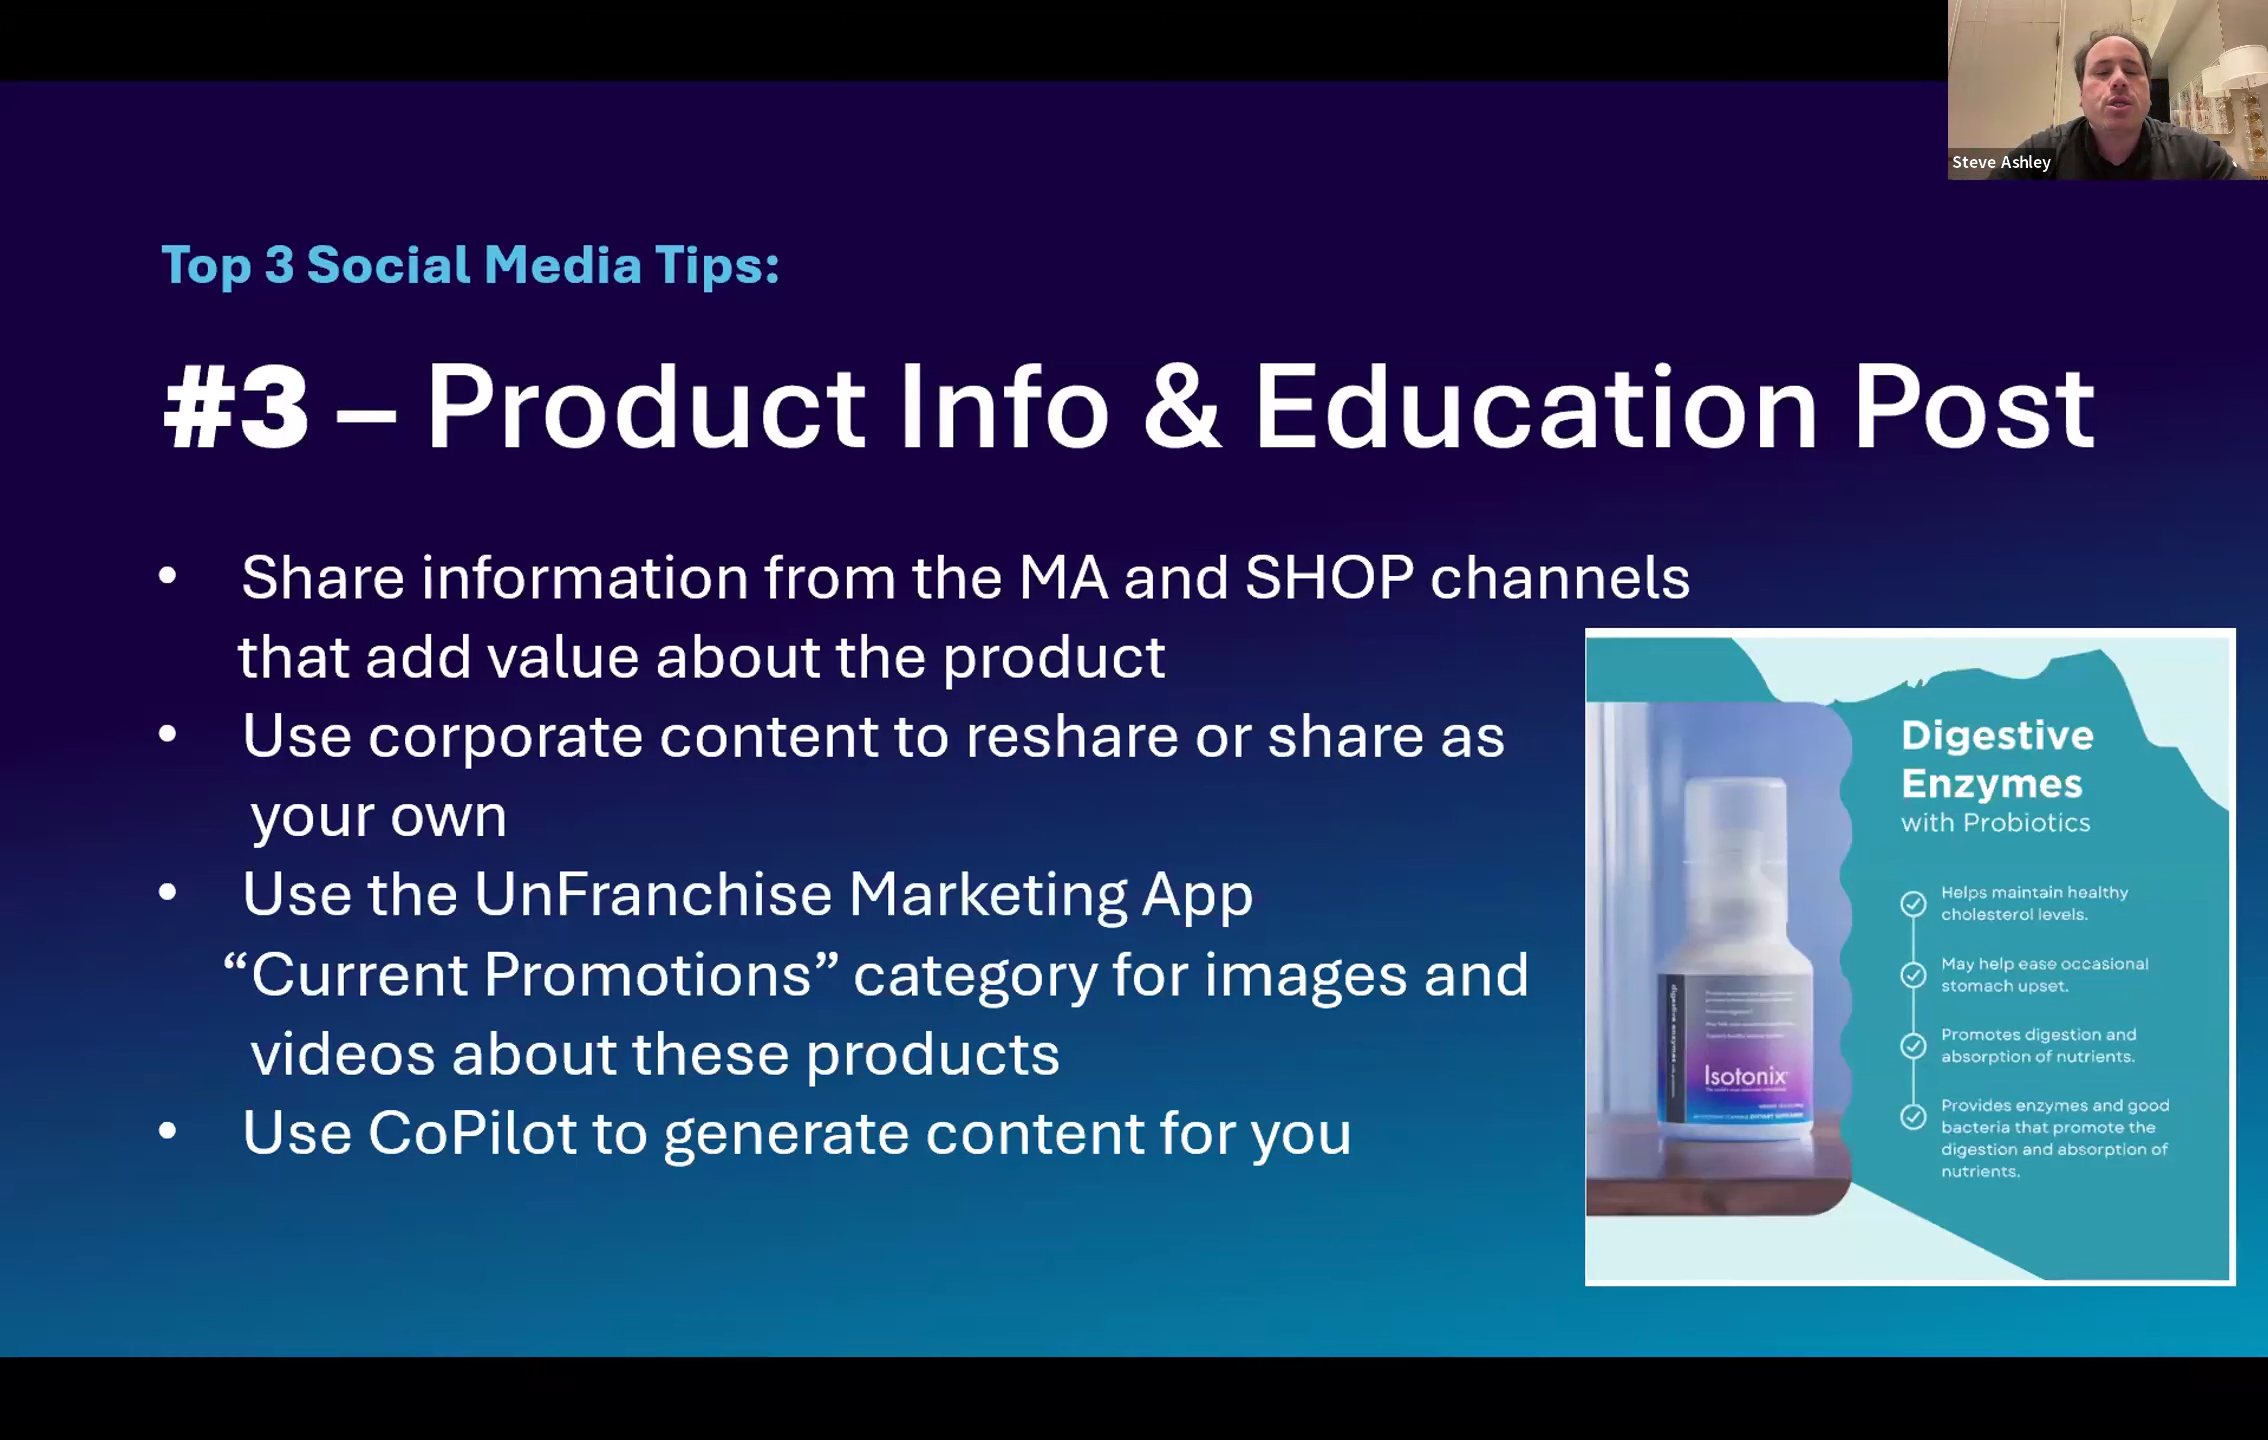 Steve Ashley
Top 3 Social Media Tips:
#3 – Product Info & Education Post
• Share information from the MA and SHOP channels
that add value about the product
• Use corporate content to reshare or share as
your own
• Use the UnFranchise Marketing App
“Current Promotions” category for images and
videos about these products
• Use CoPilot to generate content for you
Digestive
Enzymes
with Probiotics
Helps maintain healthy
cholesterol levels.
May help ease occasional
stomach upset.
Promotes digestion and
absorption of nutrients.
Provides enzymes and good
bacteria that promote the
digestion and absorption of
nutrients.
Isotonix